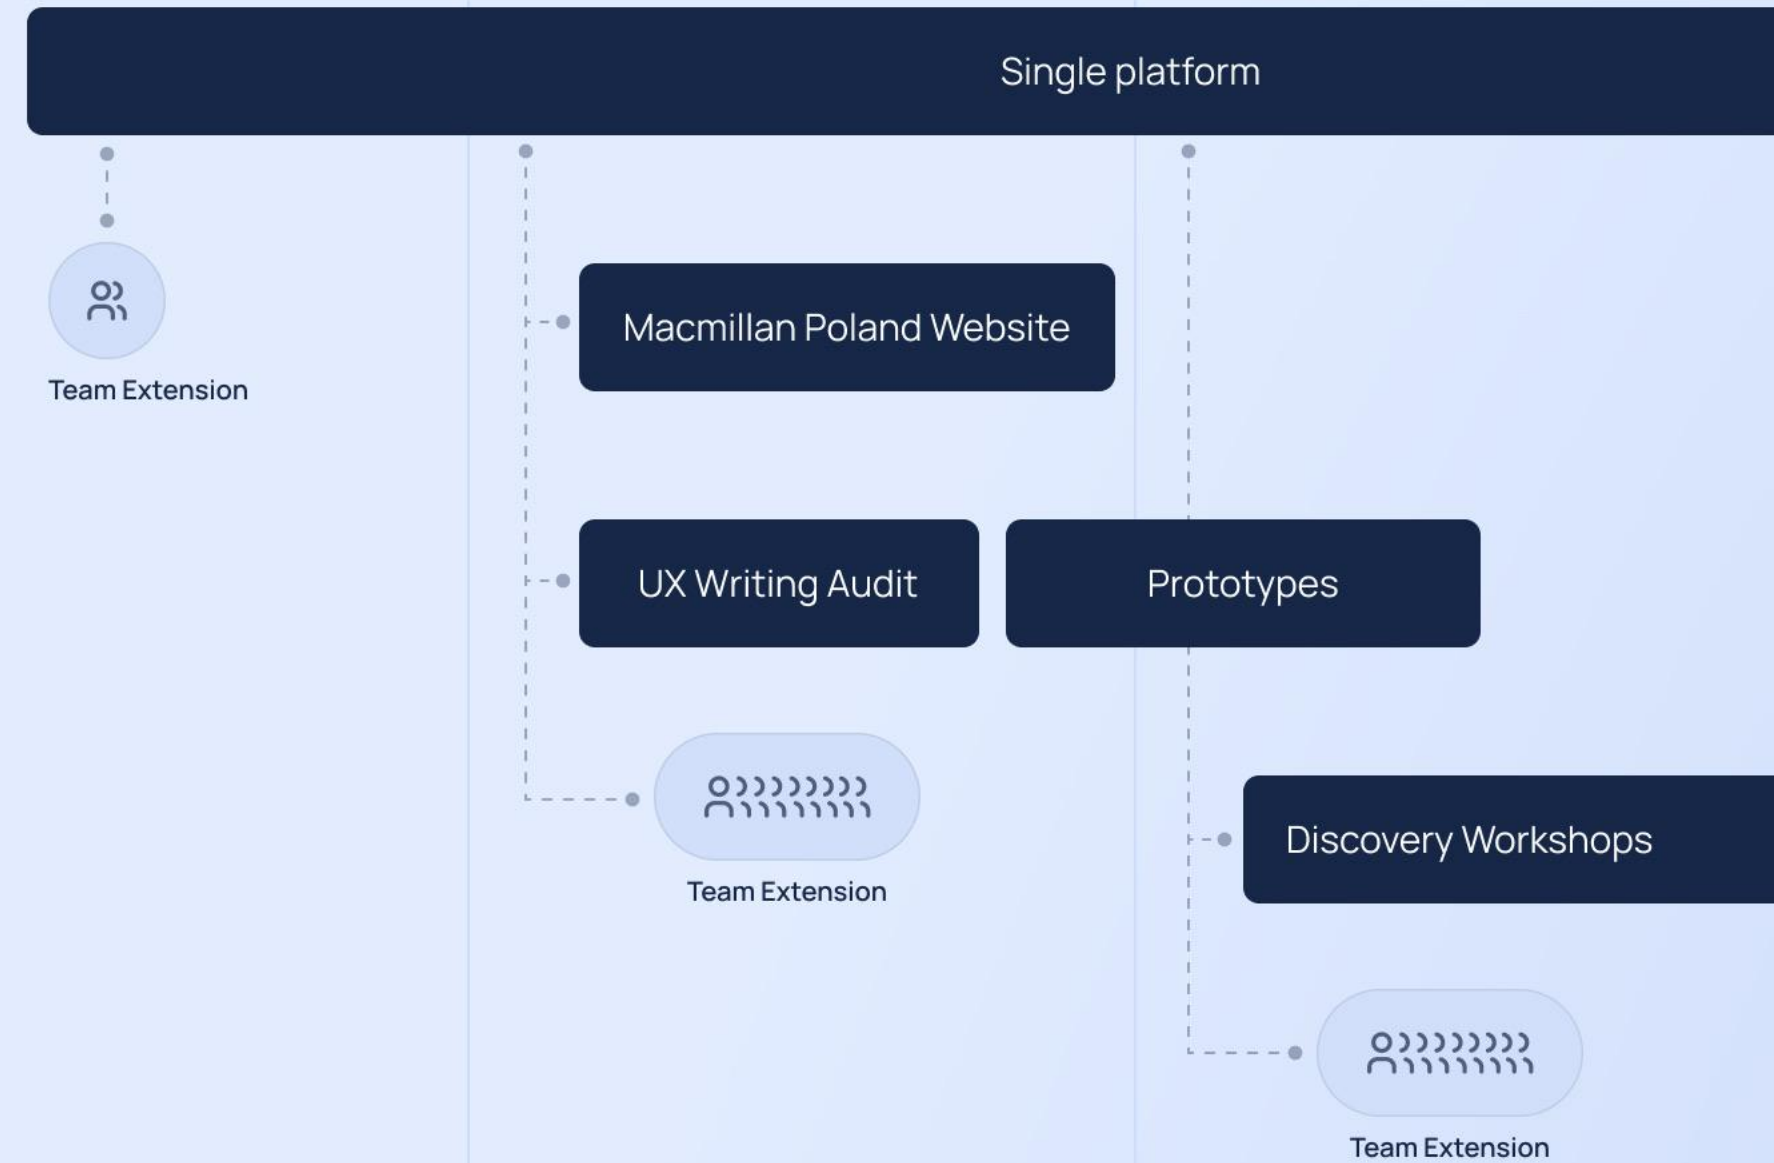 Single platform
Team Extension
Macmillan Poland Website
UX Writing Audit
Prototypes
Team Extension
Discovery Workshops
Team Extension